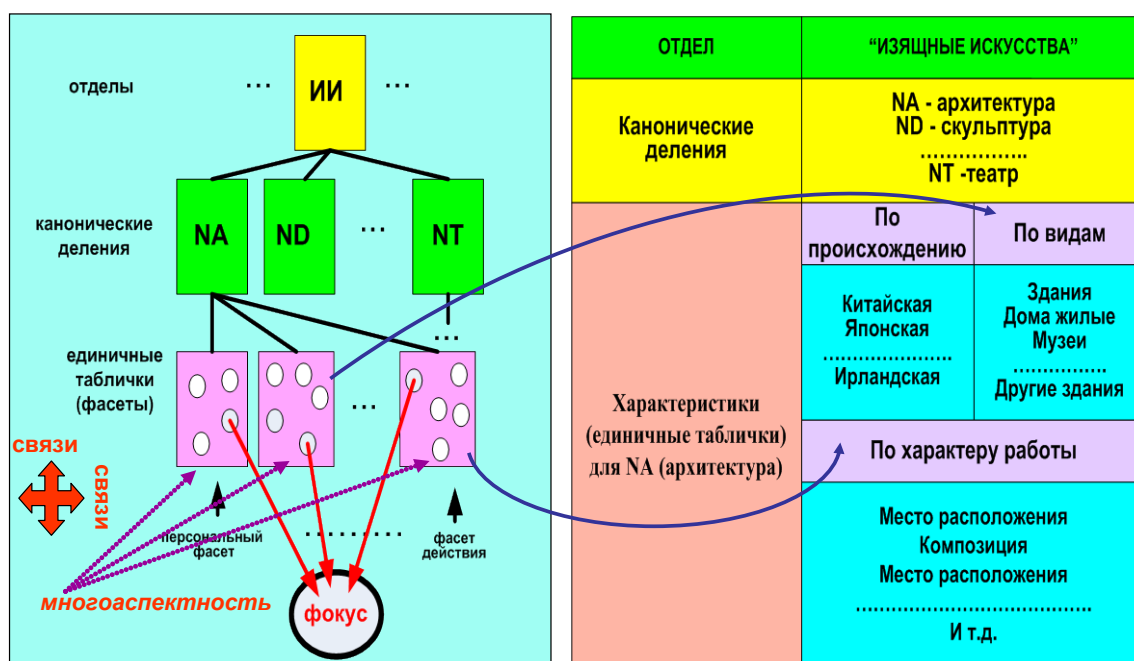 отделы
...
ИИ
...
канонические
деления
NA
ND
...
NT
...
единичные
таблички
(фасеты)
...
связи
связи
персональный
фасет
.........
фасет
действия
многоаспектность
фокус
ОТДЕЛ
“ИЗЯЩНЫЕ ИСКУССТВА”
Канонические
деления
NA - архитектура
ND - скульптура
.................
NT -театр
Характеристики
(единичные таблички)
для NA (архитектура)
По
происхождению
По видам
Китайская
Японская
.....................
Ирландская
Здания
Дома жилые
Музеи
...............
Другие здания
По характеру работы
Место расположения
Композиция
Место расположения
.......................................
И т.д.